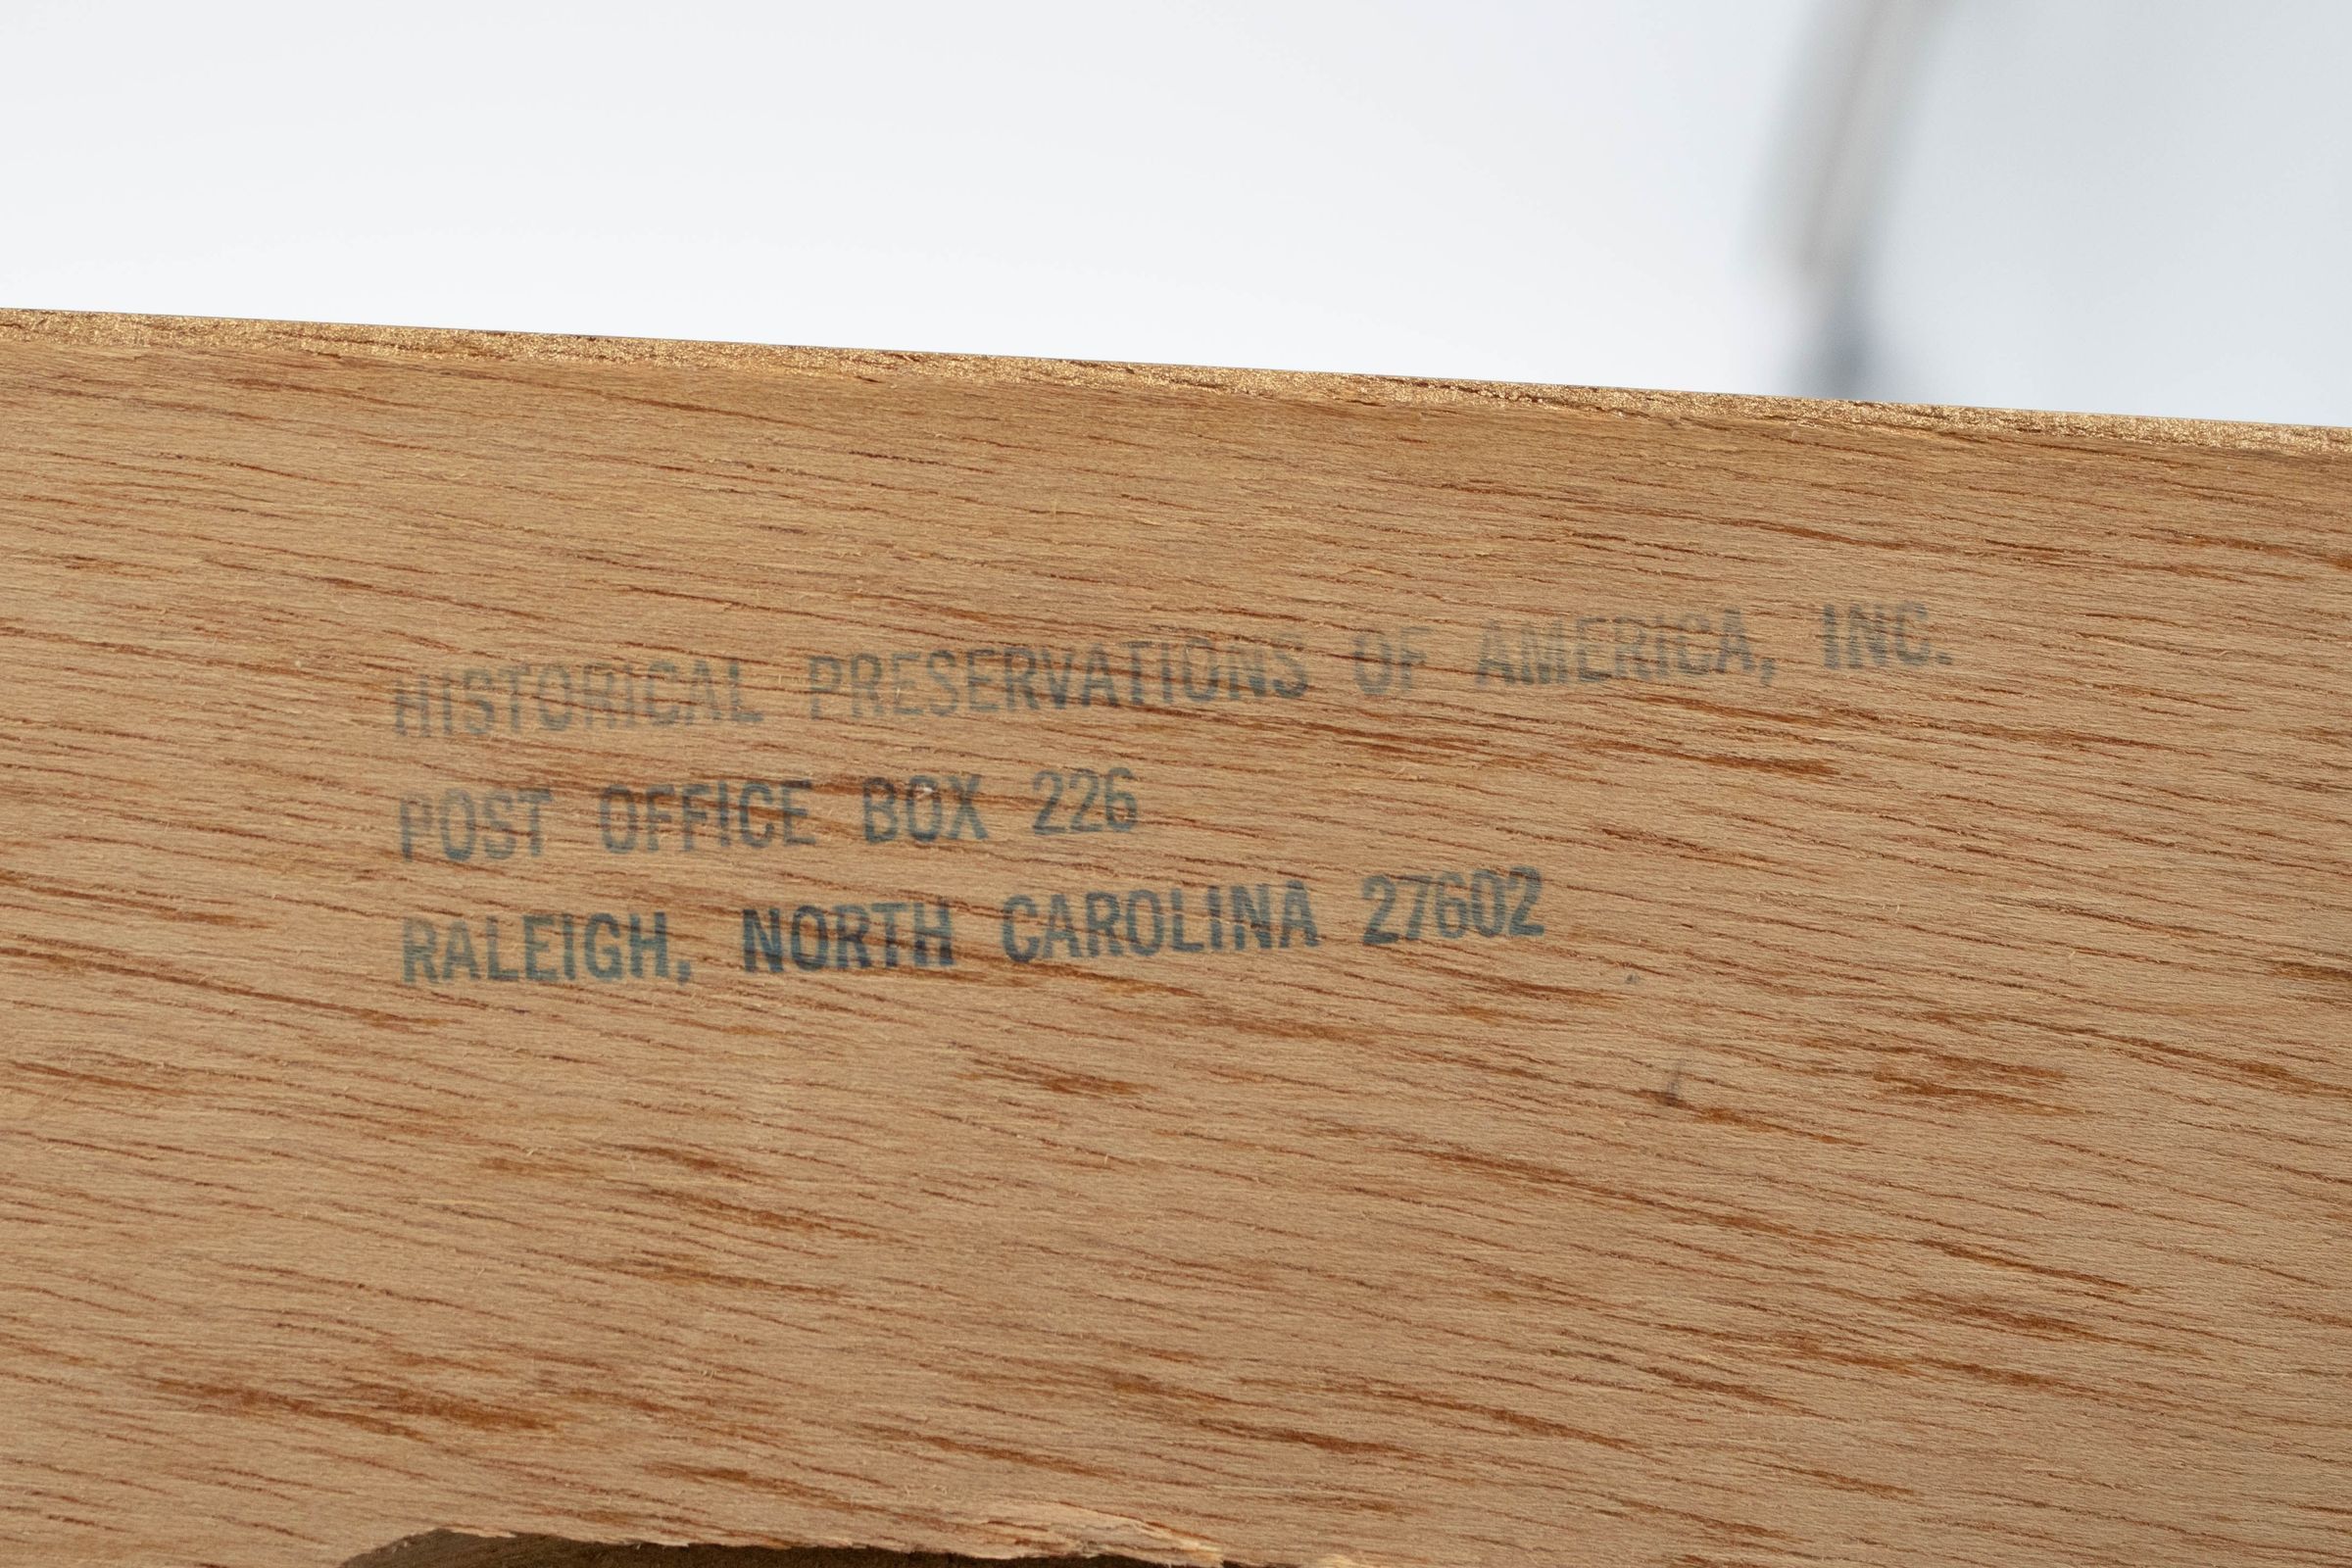 HISTORICAL PRESERVATIONS OF AMERICA, INC.
POST OFFICE BOX 226
RALEIGH, NORTH CAROLINA 27602